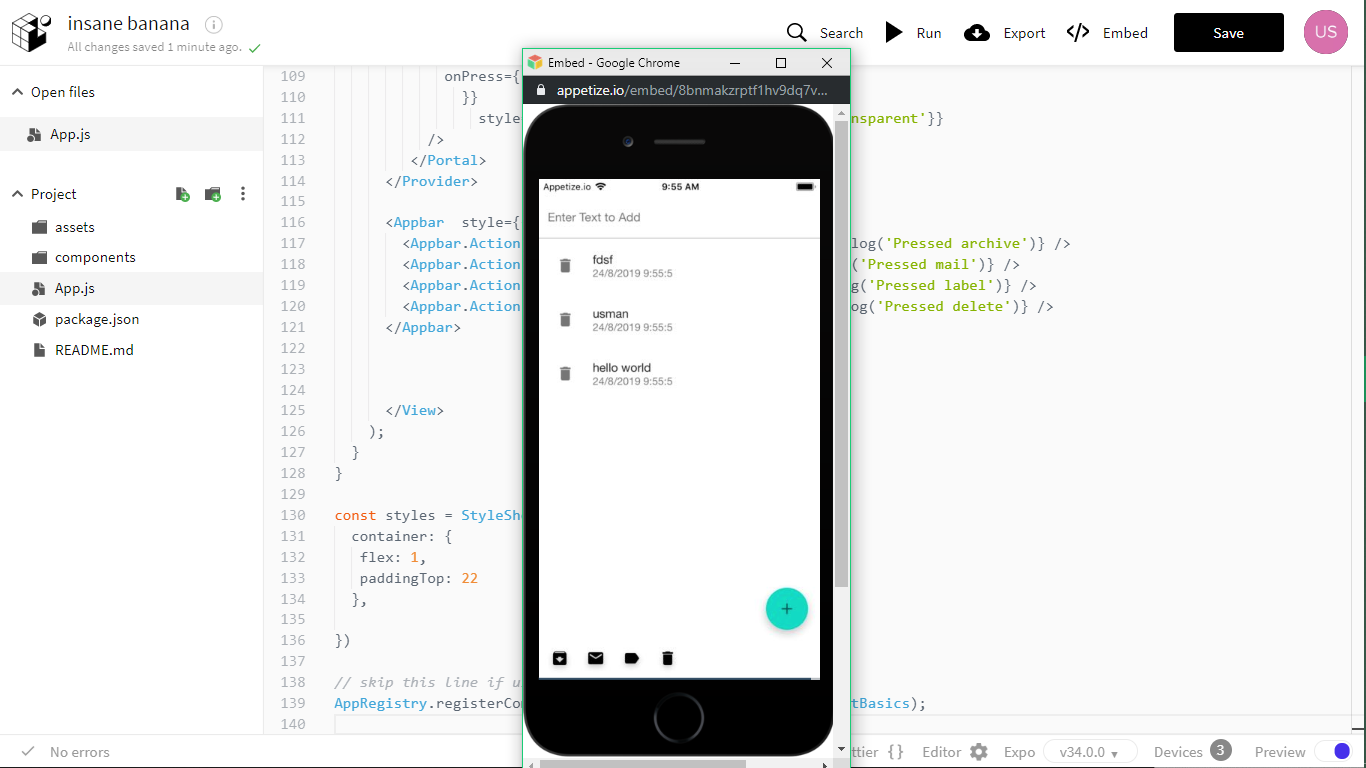 insane banana
All changes saved 1 minute ago.
Search
Run
Export
Embed
Save
US
Open files
App.js
Project
assets
components
App.js
package.json
README.md
109 onPress={
110 }}
111 style
nsparent'}}
112 />
113 </Portal>
114 </Provider>
115
116 <Appbar style={
117 <Appbar.Action
log('Pressed archive')} />
118 <Appbar.Action
('Pressed mail')} />
119 <Appbar.Action
g('Pressed label')} />
120 <Appbar.Action
og('Pressed delete')} />
121 </Appbar>
122
123
124
125 </View>
126 );
127 }
128 }
129
130 const styles = StyleShe
131 container: {
132 flex: 1,
133 paddingTop: 22
134 },
135
136 })
137
138 // skip this line if u
139 AppRegistry.registerCom
tBasics);
140
Embed - Google Chrome
appetize.io/embed/8bnmakzrptf1hv9dq7v...
Appetize.io
9:55 AM
Enter Text to Add
fdsf
24/8/2019 9:55:5
usman
24/8/2019 9:55:5
hello world
24/8/2019 9:55:5
No errors
ttier { }
Editor
Expo
v34.0.0
Devices
3
Preview